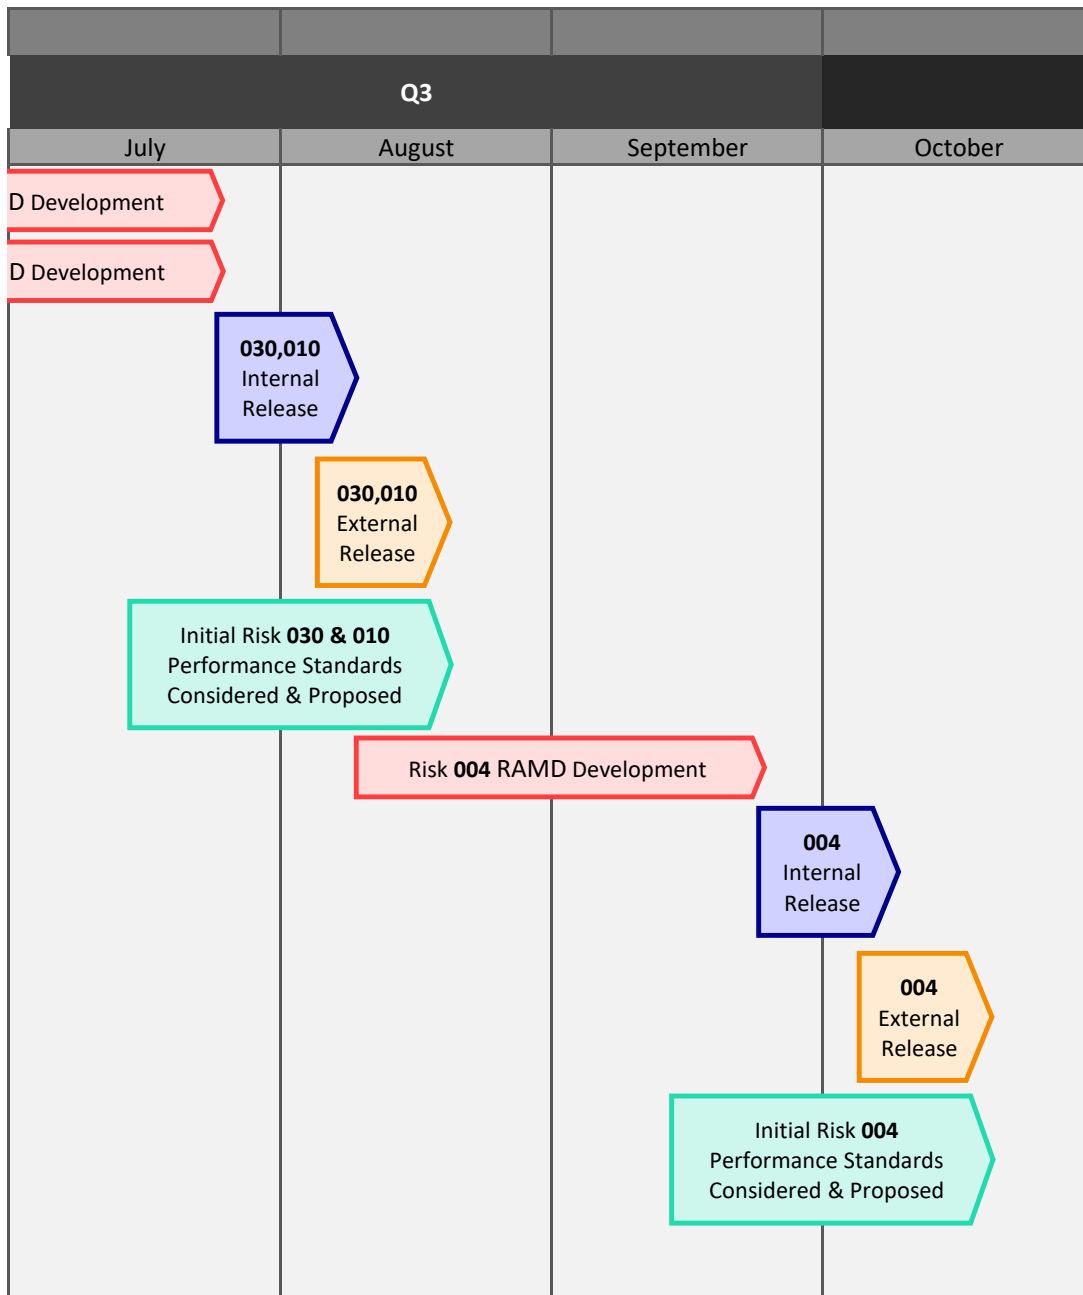 Q3
July
August
September
October
D Development
D Development
030,010
Internal
Release
030,010
External
Release
Initial Risk 030 & 010
Performance Standards
Considered & Proposed
Risk 004 RAMD Development
004
Internal
Release
004
External
Release
Initial Risk 004
Performance Standards
Considered & Proposed